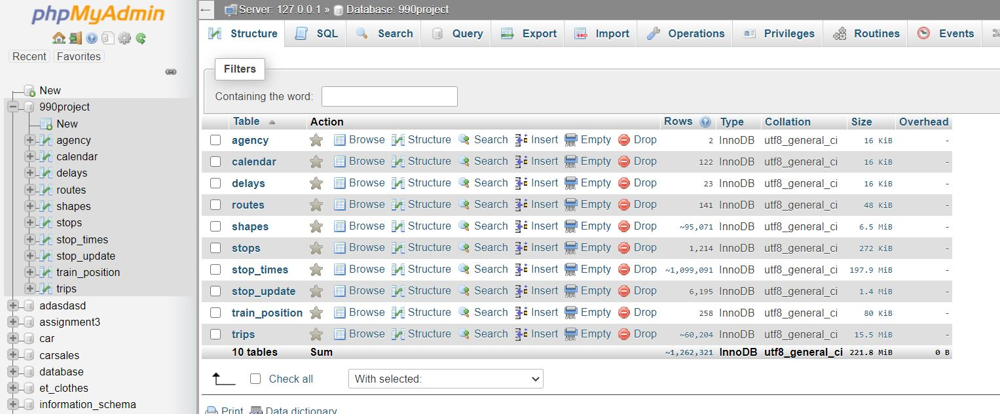 phpMyAdmin
Recent Favorites
New
990project
New
agency
calendar
delays
routes
shapes
stops
stop_times
stop_update
train_position
trips
adasdasd
assignment3
car
carsales
database
et_clothes
information_schema
Server: 127.0.0.1 » Database: 990project
Structure SQL Search Query Export Import Operations Privileges Routines Events
Filters
Containing the word:
Table Action Rows Type Collation Size Overhead
agency Browse Structure Search Insert Empty Drop 2 InnoDB utf8_general_ci 16 KiB -
calendar Browse Structure Search Insert Empty Drop 122 InnoDB utf8_general_ci 16 KiB -
delays Browse Structure Search Insert Empty Drop 23 InnoDB utf8_general_ci 16 KiB -
routes Browse Structure Search Insert Empty Drop 141 InnoDB utf8_general_ci 48 KiB -
shapes Browse Structure Search Insert Empty Drop ~95,071 InnoDB utf8_general_ci 6.5 MiB -
stops Browse Structure Search Insert Empty Drop 1,214 InnoDB utf8_general_ci 272 KiB -
stop_times Browse Structure Search Insert Empty Drop ~1,099,091 InnoDB utf8_general_ci 197.9 MiB -
stop_update Browse Structure Search Insert Empty Drop 6,195 InnoDB utf8_general_ci 1.4 MiB -
train_position Browse Structure Search Insert Empty Drop 258 InnoDB utf8_general_ci 80 KiB -
trips Browse Structure Search Insert Empty Drop ~60,204 InnoDB utf8_general_ci 15.5 MiB -
10 tables Sum ~1,262,321 InnoDB utf8_general_ci 221.8 MiB 0 B
Check all With selected:
Print Data dictionary